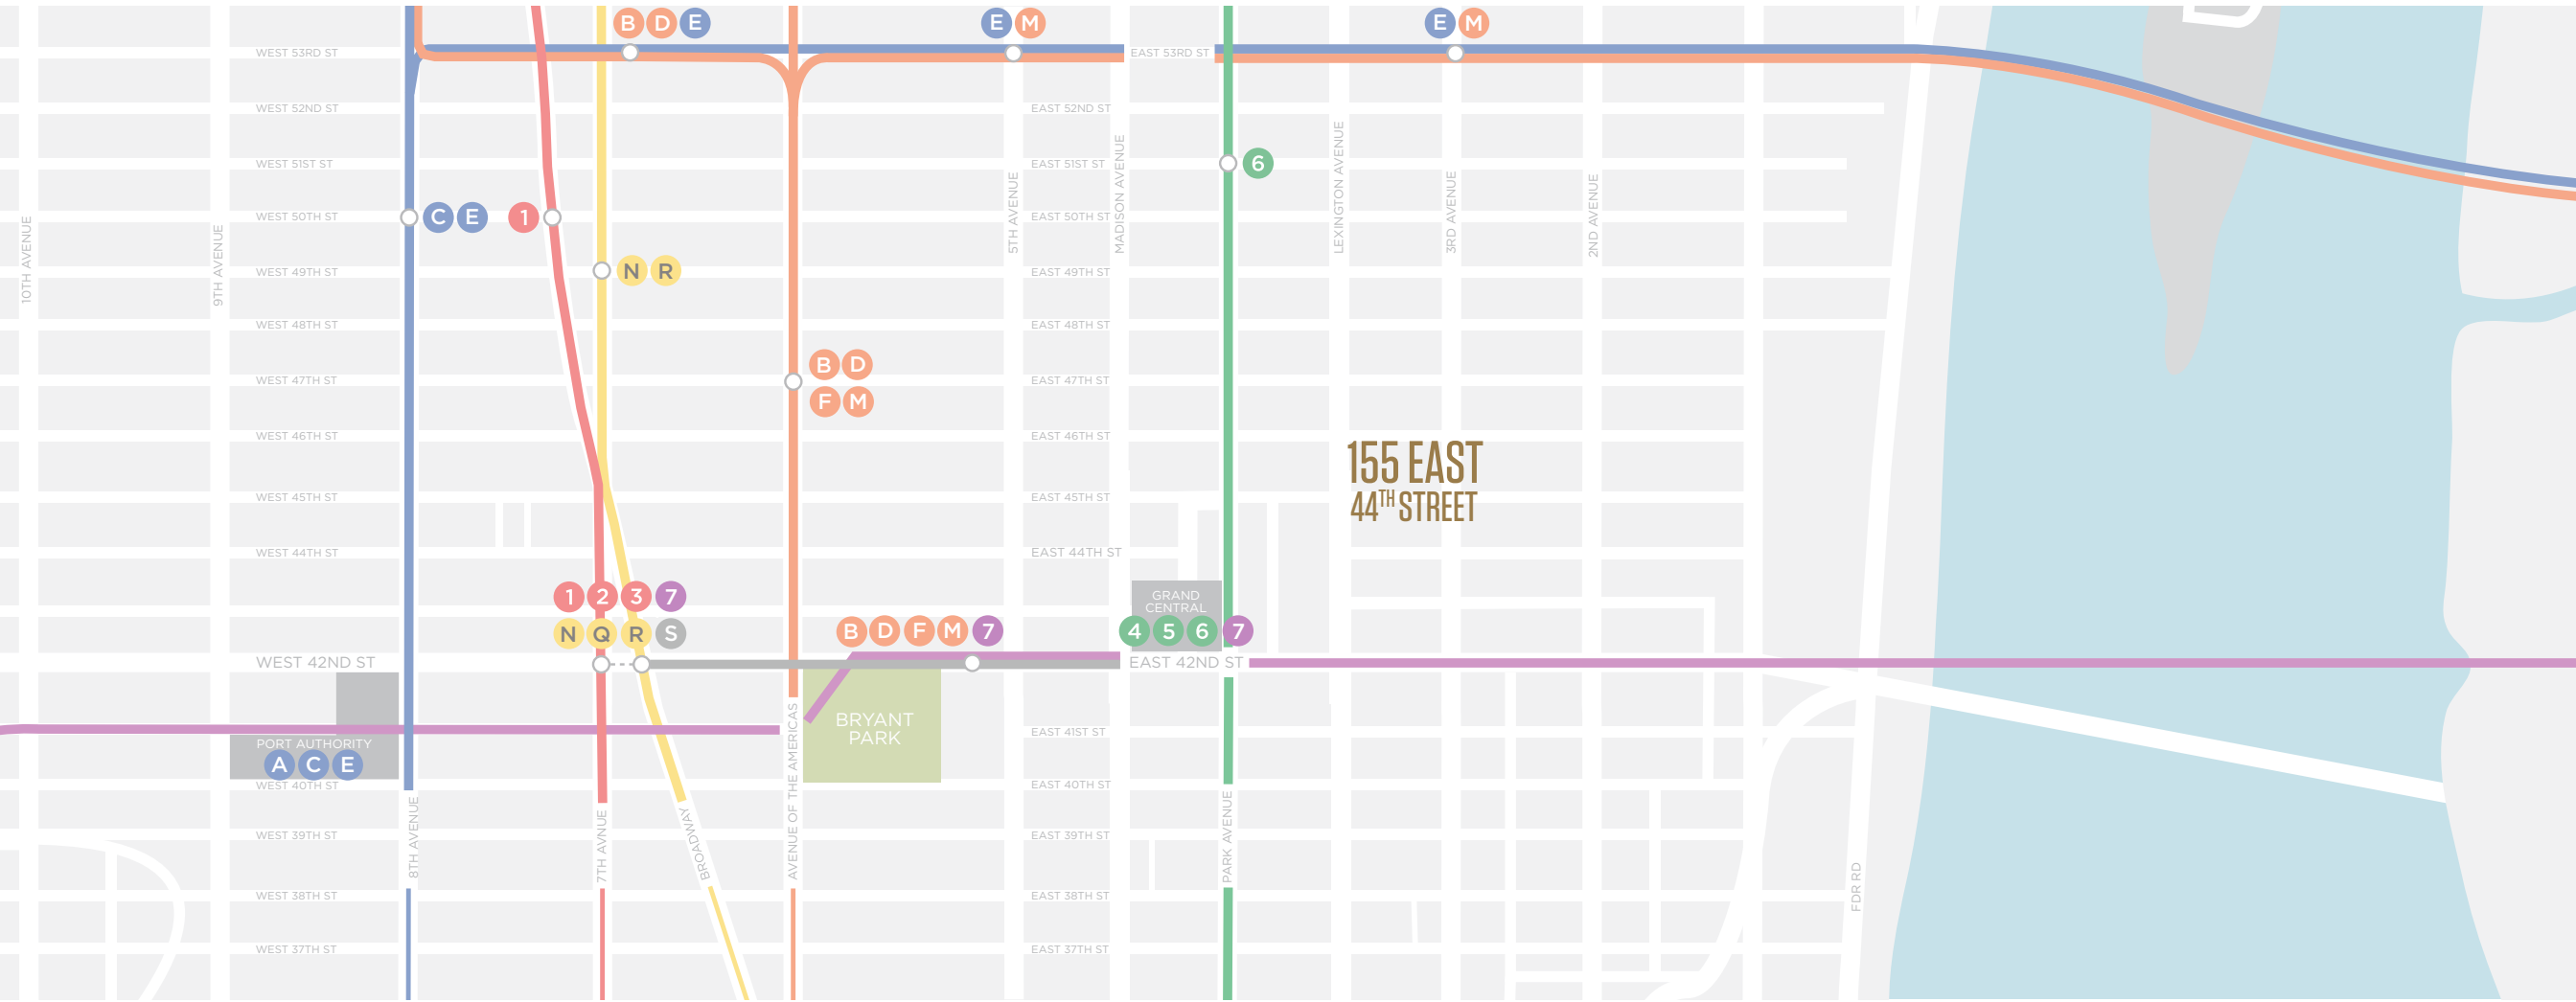 B D E
E M
E M
WEST 53RD ST
EAST 53RD ST
WEST 52ND ST
EAST 52ND ST
WEST 51ST ST
EAST 51ST ST
6
10TH AVENUE
9TH AVENUE
5TH AVENUE
MADISON AVENUE
LEXINGTON AVENUE
3RD AVENUE
2ND AVENUE
WEST 50TH ST
C E
1
EAST 50TH ST
WEST 49TH ST
N R
EAST 49TH ST
WEST 48TH ST
EAST 48TH ST
B D
WEST 47TH ST
EAST 47TH ST
F M
WEST 46TH ST
EAST 46TH ST
155 EAST
44TH STREET
WEST 45TH ST
EAST 45TH ST
WEST 44TH ST
EAST 44TH ST
1 2 3 7
N Q R S
GRAND
CENTRAL
B D F M 7
4 5 6 7
WEST 42ND ST
EAST 42ND ST
BRYANT
PARK
EAST 41ST ST
PORT AUTHORITY
A C E
WEST 40TH ST
EAST 40TH ST
8TH AVENUE
7TH AVNUE
BROADWAY
AVENUE OF THE AMERICAS
PARK AVENUE
FDR RD
WEST 39TH ST
EAST 39TH ST
WEST 38TH ST
EAST 38TH ST
WEST 37TH ST
EAST 37TH ST